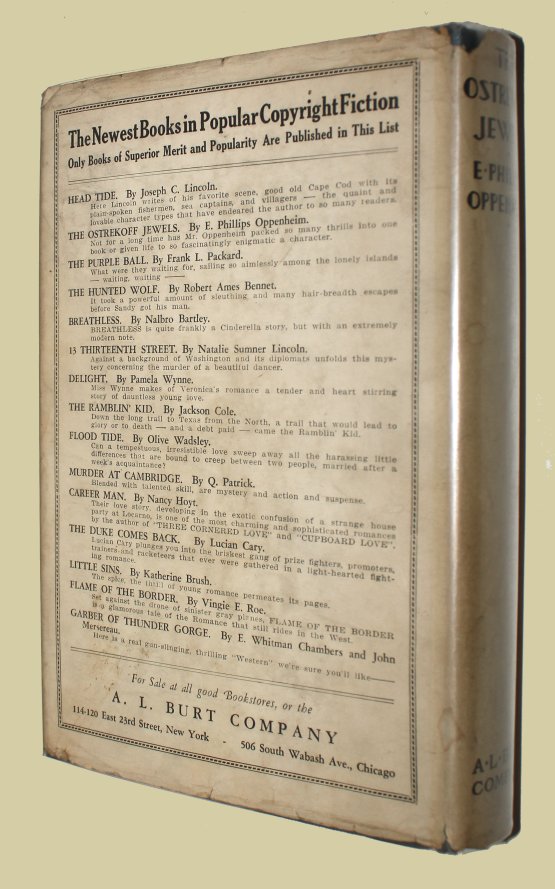 The Newest Books in Popular Copyright Fiction
Only Books of Superior Merit and Popularity Are Published in This List
HEAD TIDE. By Joseph C. Lincoln.
Here Lincoln writes of his favorite scene, good old Cape Cod with its
plain-spoken fishermen, sea captains, and villagers — the quaint and
lovable character types that have endeared the author to so many readers.
THE OSTREKOFF JEWELS. By E. Phillips Oppenheim.
Not for a long time has Mr. Oppenheim packed so many thrills into one
book or given life to so fascinatingly enigmatic a character.
THE PURPLE BALL. By Frank L. Packard.
What were they waiting for, sailing so aimlessly among the lonely islands
— waiting, waiting ——
THE HUNTED WOLF. By Robert Ames Bennet.
It took a powerful amount of sleuthing and many hair-breadth escapes
before Sandy got his man.
BREATHLESS. By Nalbro Bartley.
BREATHLESS is quite frankly a Cinderella story, but with an extremely
modern note.
13 THIRTEENTH STREET. By Natalie Sumner Lincoln.
Against a background of Washington and its diplomats unfolds this mys-
tery concerning the murder of a beautiful dancer.
DELIGHT. By Pamela Wynne.
Miss Wynne makes of Veronica's romance a tender and heart stirring
story of dauntless young love.
THE RAMBLIN' KID. By Jackson Cole.
Down the long trail to Texas from the North, a trail that would lead to
glory or to death — and a debt paid — came the Ramblin' Kid.
FLOOD TIDE. By Olive Wadsley.
Can a tempestuous, irresistible love sweep away all the harassing little
differences that are bound to creep between two people, married after a
week's acquaintance?
MURDER AT CAMBRIDGE. By Q. Patrick.
Blended with talented skill, are mystery and action and suspense.
CAREER MAN. By Nancy Hoyt.
Their love story, developing in the exotic confusion of a strange house
party at Locarno, is one of the most charming and sophisticated romances
by the author of "THREE CORNERED LOVE" and "CUPBOARD LOVE".
THE DUKE COMES BACK. By Lucian Cary.
Lucian Cary plunges you into the briskest gang of prize fighters, promoters,
trainers and racketeers that ever were gathered in a light-hearted fight-
ing romance.
LITTLE SINS. By Katherine Brush.
The spice, the thrill of young romance permeates its pages.
FLAME OF THE BORDER. By Vingie E. Roe.
Set against the drone of sinister gray planes, FLAME OF THE BORDER
is a glamorous tale of the Romance that still rides in the West.
GARBER OF THUNDER GORGE. By E. Whitman Chambers and John
Mersereau.
Here is a real gun-slinging, thrilling "Western" we're sure you'll like——
For Sale at all good Bookstores, or the
A. L. BURT COMPANY
114-120 East 23rd Street, New York - 506 South Wabash Ave., Chicago
OST
JEW
E·PHI
OPPEN
A·L·
COM